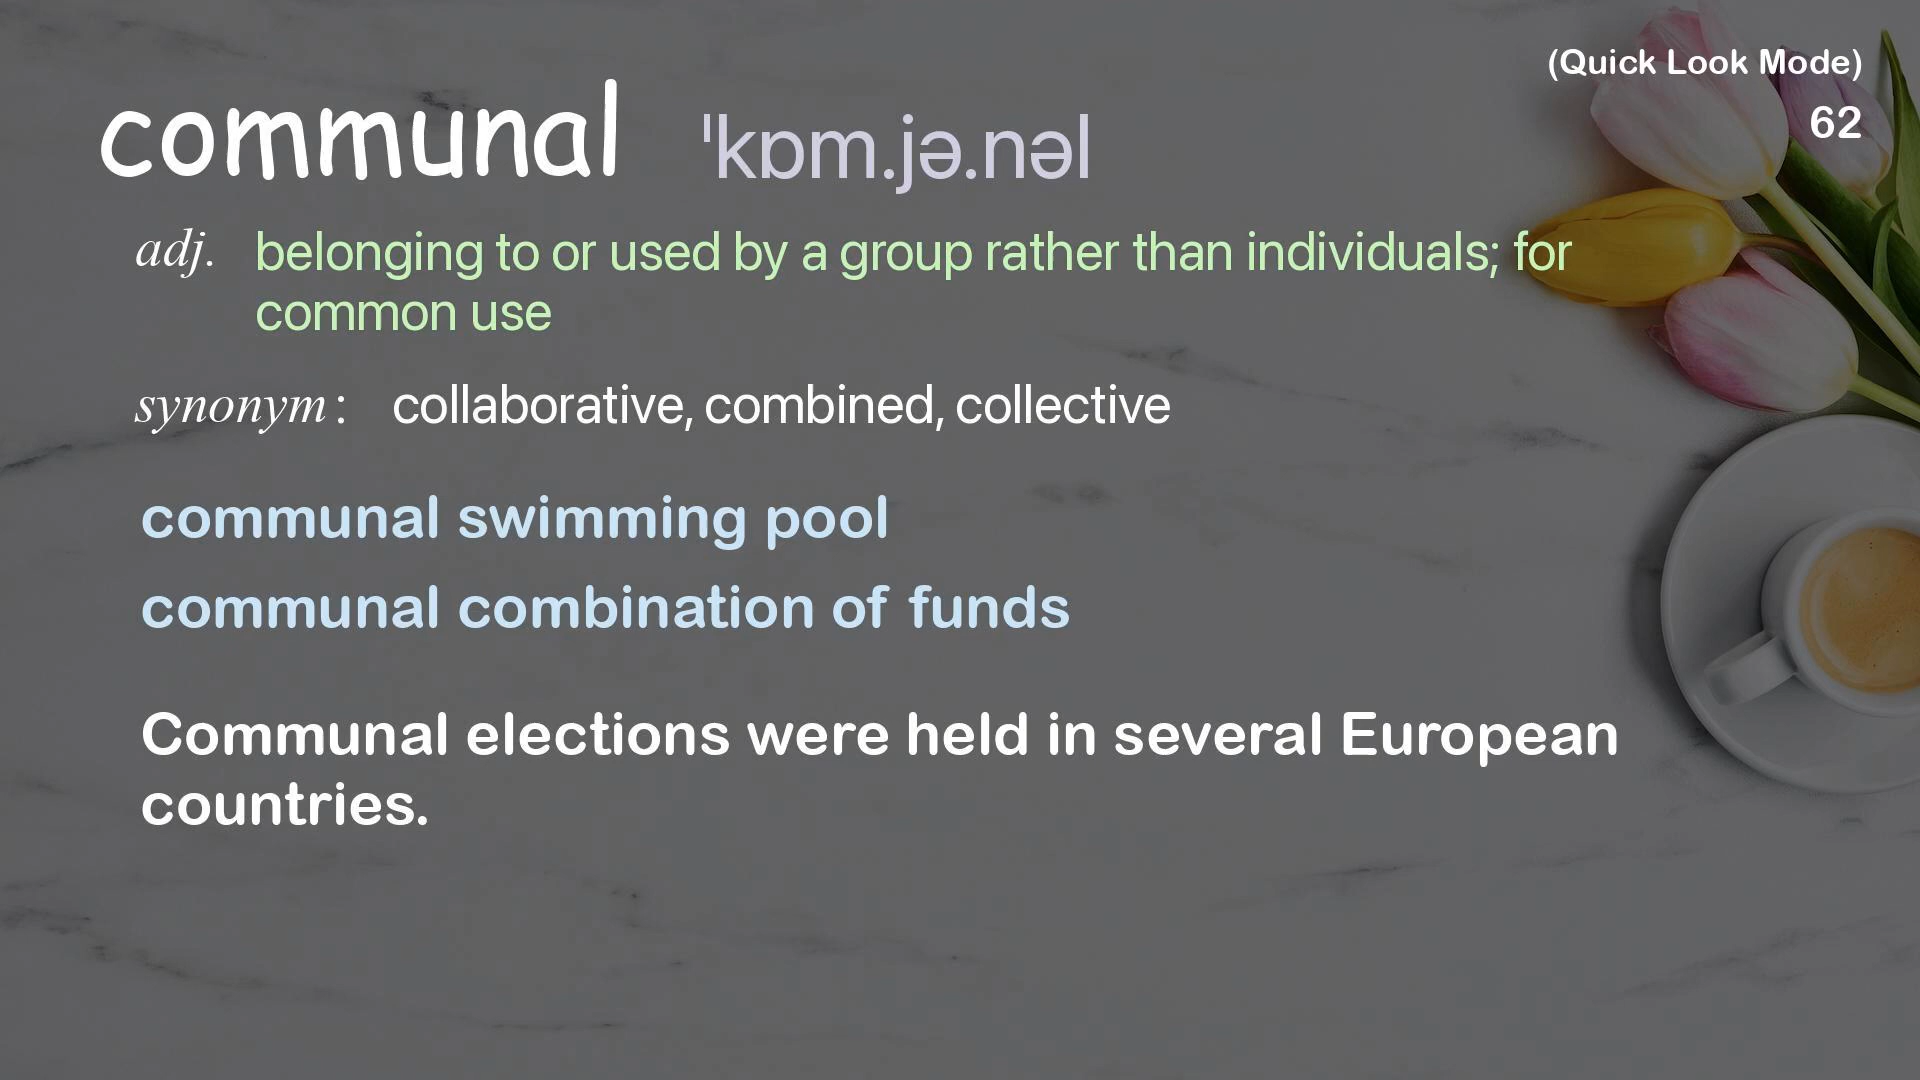 (Quick Look Mode)
62
communal ˈkɒm.jə.nəl
adj. belonging to or used by a group rather than individuals; for
common use
synonym : collaborative, combined, collective
communal swimming pool
communal combination of funds
Communal elections were held in several European
countries.